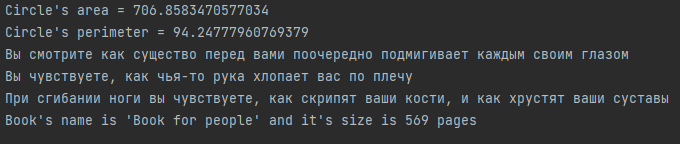 Circle's area = 706.8583470577034
Circle's perimeter = 94.24777960769379
Вы смотрите как существо перед вами поочередно подмигивает каждым своим глазом
Вы чувствуете, как чья-то рука хлопает вас по плечу
При сгибании ноги вы чувствуете, как скрипят ваши кости, и как хрустят ваши суставы
Book's name is 'Book for people' and it's size is 569 pages